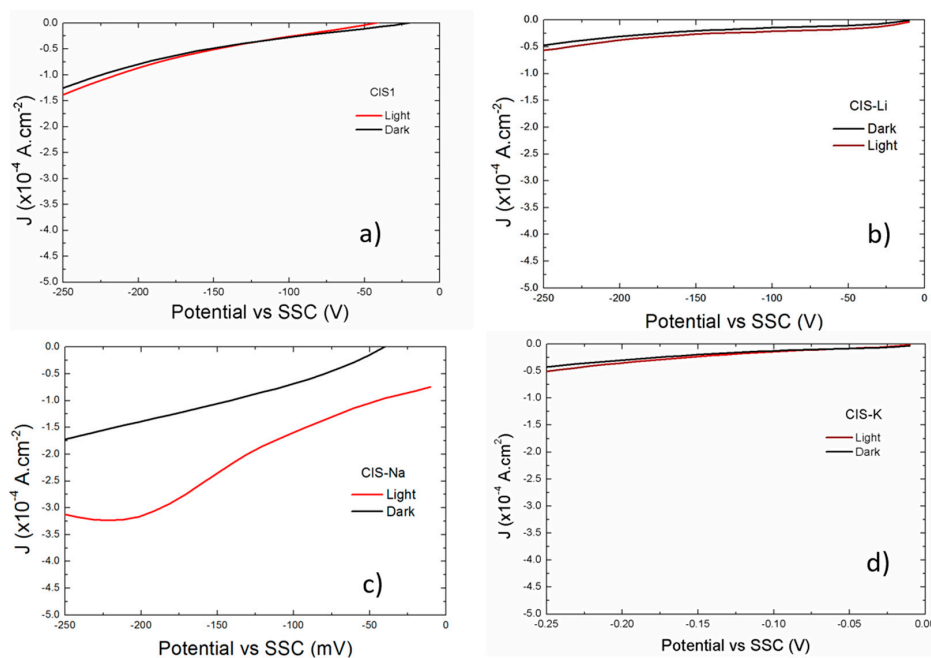 0.0
-0.5
-1.0
-1.5
-2.0
-2.5
-3.0
-3.5
-4.0
-4.5
-5.0
J (x10⁻⁴ A.cm⁻²)
CIS1
Light
Dark
a)
-250 -200 -150 -100 -50 0
Potential vs SSC (V)
0.0
-0.5
-1.0
-1.5
-2.0
-2.5
-3.0
-3.5
-4.0
-4.5
-5.0
J (x10⁻⁴ A.cm⁻²)
CIS-Li
Dark
Light
b)
-250 -200 -150 -100 -50 0
Potential vs SSC (V)
0.0
-0.5
-1.0
-1.5
-2.0
-2.5
-3.0
-3.5
-4.0
-4.5
-5.0
J (x10⁻⁴ A.cm⁻²)
CIS-Na
Light
Dark
c)
-250 -200 -150 -100 -50
Potential vs SSC (mV)
0.0
-0.5
-1.0
-1.5
-2.0
-2.5
-3.0
-3.5
-4.0
-4.5
-5.0
J (x10⁻⁴ A.cm²)
CIS-K
Light
Dark
d)
-0.25 -0.20 -0.15 -0.10 -0.05 0.00
Potential vs SSC (V)